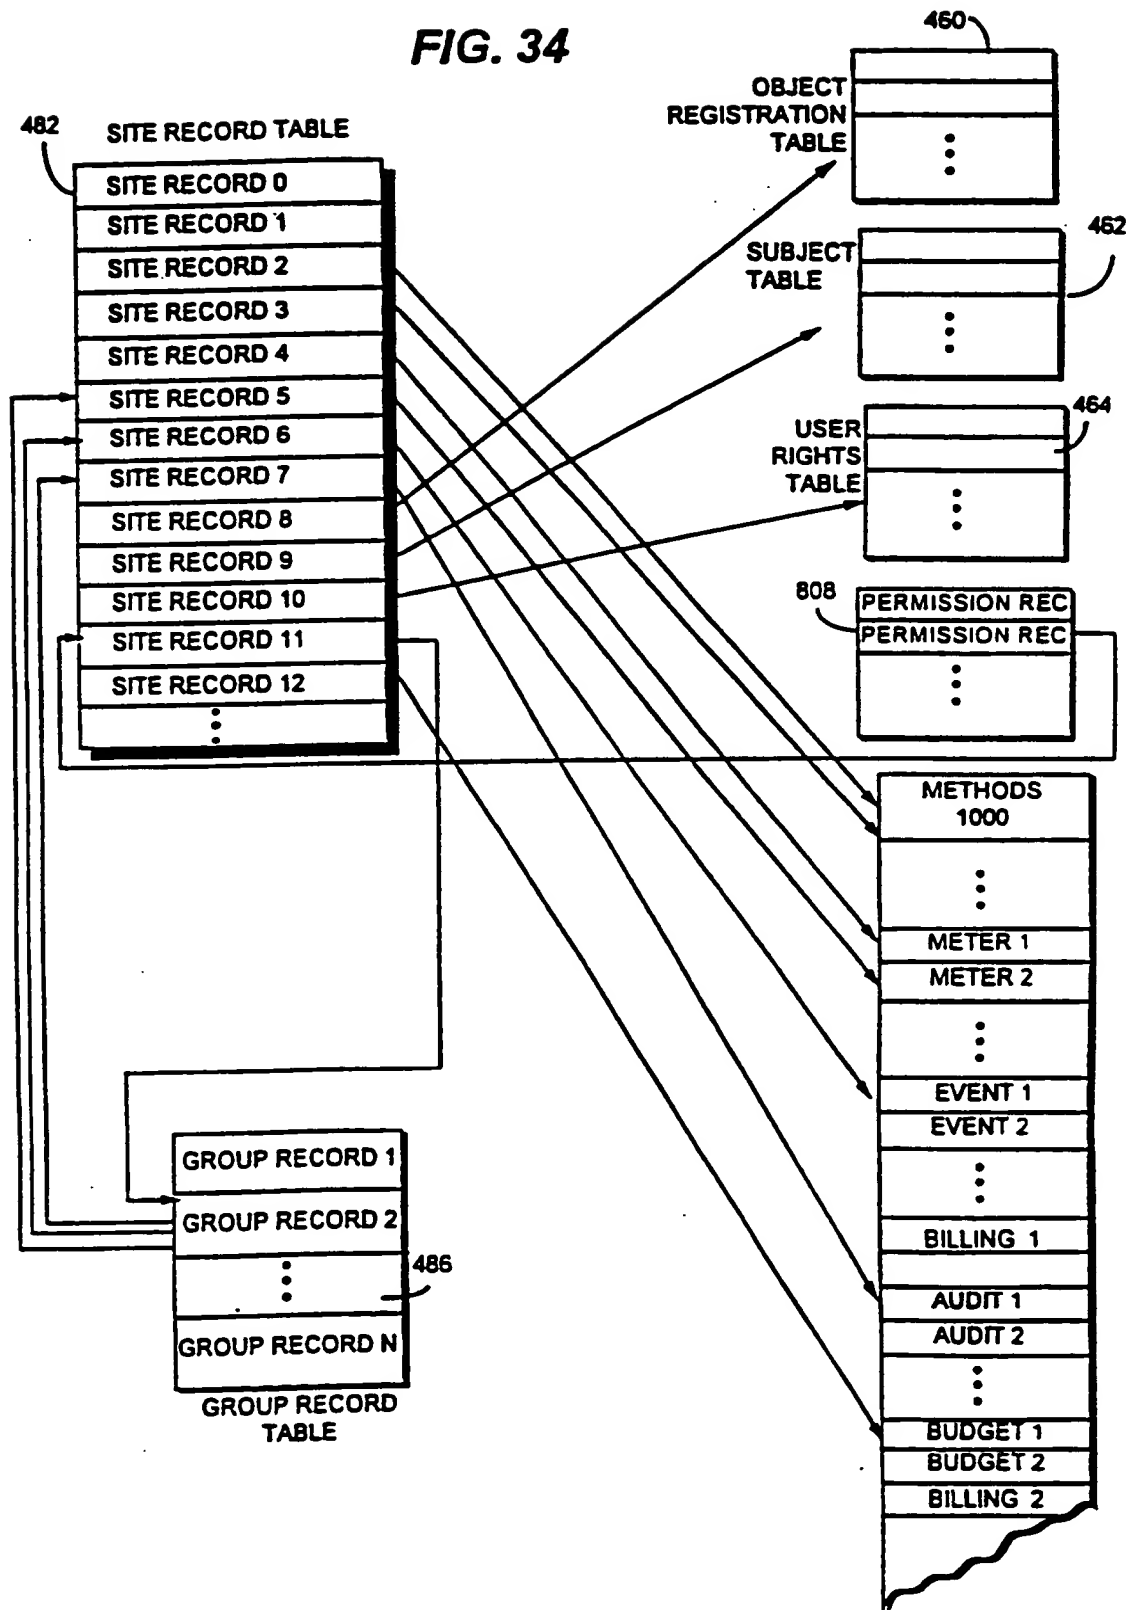 FIG. 34
482
SITE RECORD TABLE
SITE RECORD 0
SITE RECORD 1
SITE RECORD 2
SITE RECORD 3
SITE RECORD 4
SITE RECORD 5
SITE RECORD 6
SITE RECORD 7
SITE RECORD 8
SITE RECORD 9
SITE RECORD 10
SITE RECORD 11
SITE RECORD 12
460
OBJECT
REGISTRATION
TABLE
462
SUBJECT
TABLE
464
USER
RIGHTS
TABLE
808
PERMISSION REC
PERMISSION REC
METHODS
1000
METER 1
METER 2
EVENT 1
EVENT 2
BILLING 1
AUDIT 1
AUDIT 2
BUDGET 1
BUDGET 2
BILLING 2
GROUP RECORD 1
GROUP RECORD 2
486
GROUP RECORD N
GROUP RECORD
TABLE